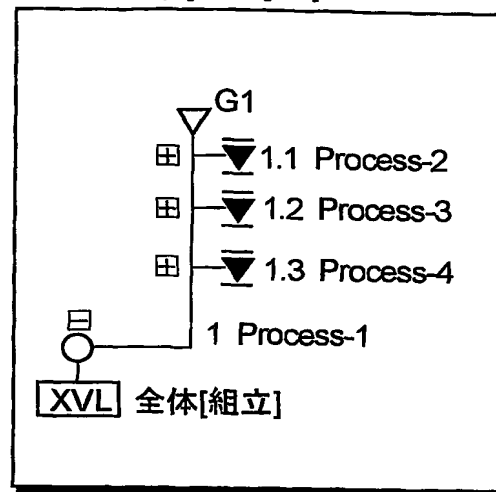 G1
1.1 Process-2
1.2 Process-3
1.3 Process-4
1 Process-1
XVL 全体[組立]